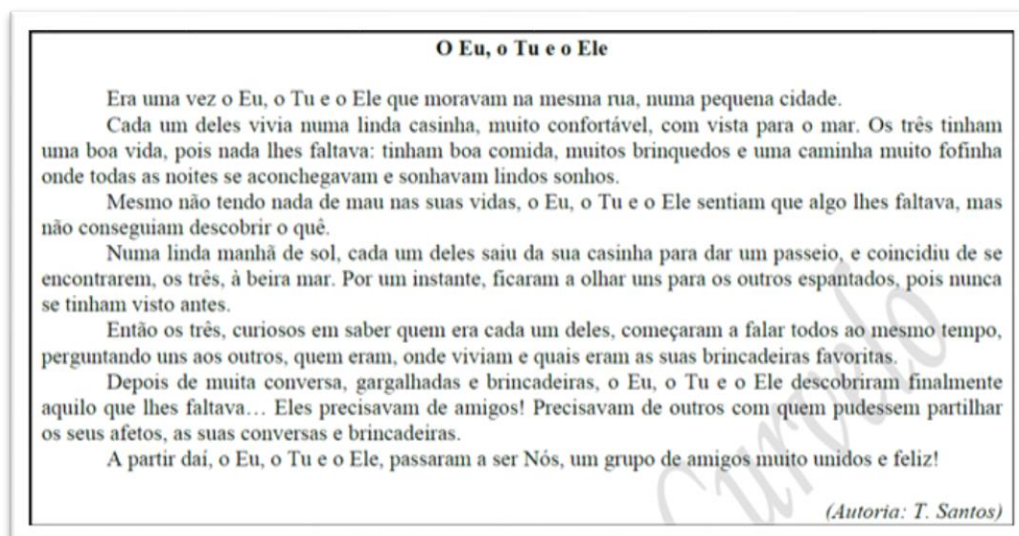 O Eu, o Tu e o Ele
Era uma vez o Eu, o Tu e o Ele que moravam na mesma rua, numa pequena cidade.
Cada um deles vivia numa linda casinha, muito confortável, com vista para o mar. Os três tinham
uma boa vida, pois nada lhes faltava: tinham boa comida, muitos brinquedos e uma caminha muito fofinha
onde todas as noites se aconchegavam e sonhavam lindos sonhos.
Mesmo não tendo nada de mau nas suas vidas, o Eu, o Tu e o Ele sentiam que algo lhes faltava, mas
não conseguiam descobrir o quê.
Numa linda manhã de sol, cada um deles saiu da sua casinha para dar um passeio, e coincidiu de se
encontrarem, os três, à beira mar. Por um instante, ficaram a olhar uns para os outros espantados, pois nunca
se tinham visto antes.
Então os três, curiosos em saber quem era cada um deles, começaram a falar todos ao mesmo tempo,
perguntando uns aos outros, quem eram, onde viviam e quais eram as suas brincadeiras favoritas.
Depois de muita conversa, gargalhadas e brincadeiras, o Eu, o Tu e o Ele descobriram finalmente
aquilo que lhes faltava… Eles precisavam de amigos! Precisavam de outros com quem pudessem partilhar
os seus afetos, as suas conversas e brincadeiras.
A partir daí, o Eu, o Tu e o Ele, passaram a ser Nós, um grupo de amigos muito unidos e feliz!
(Autoria: T. Santos)
Curvelo